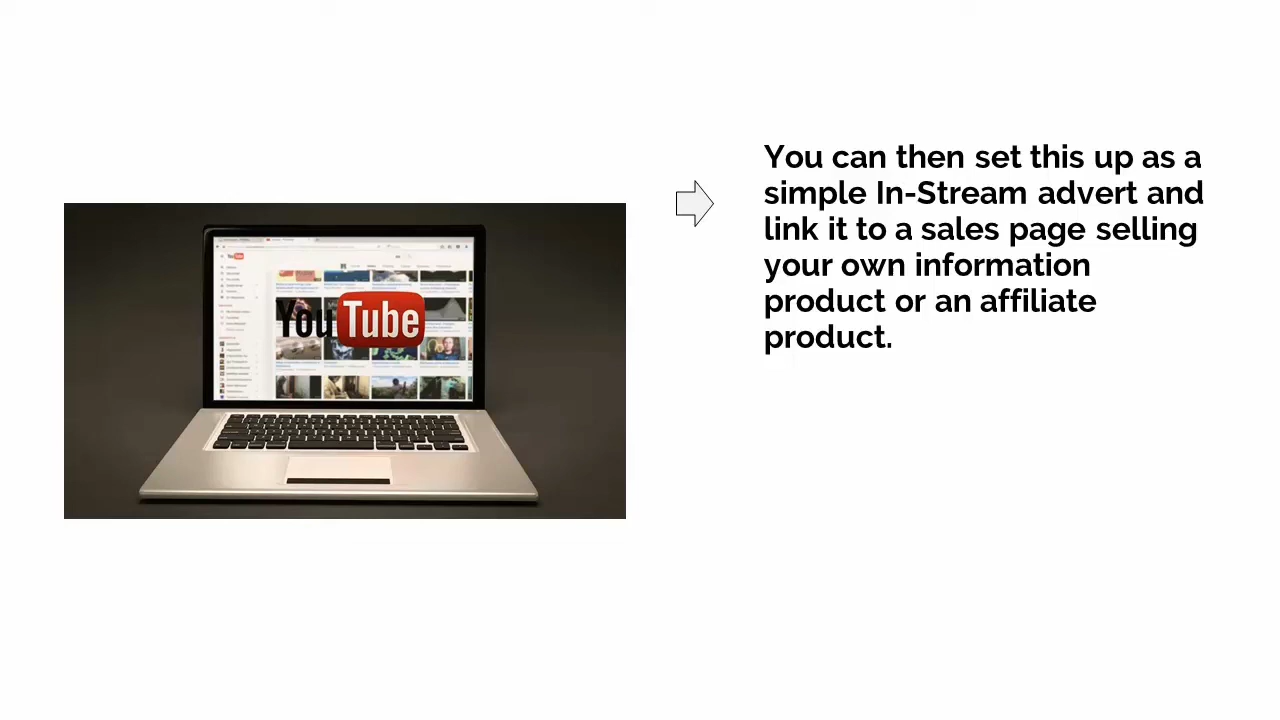 You can then set this up as a
simple In-Stream advert and
link it to a sales page selling
your own information
product or an affiliate
product.
YouTube